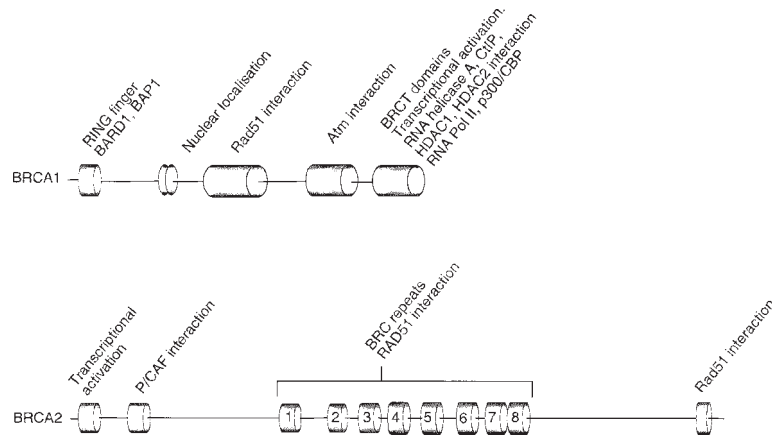 RING finger
BARD1, BAP1
Nuclear localisation
Rad51 interaction
Atm interaction
BRCT domains
Transcriptional activation.
RNA helicase A, CtIP,
HDAC1, HDAC2 interaction
RNA Pol II, p300/CBP
BRCA1
Transcriptional
activation
P/CAF interaction
BRC repeats
RAD51 interaction
Rad51 interaction
BRCA2
1
2
3
4
5
6
7
8